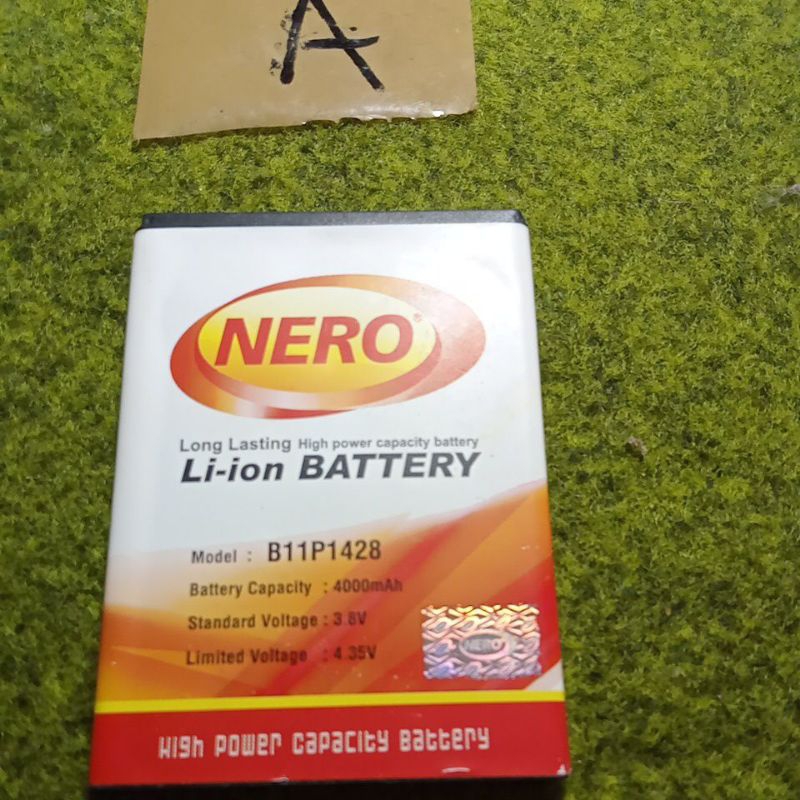 A
NERO®
Long Lasting High power capacity battery
Li-ion BATTERY
Model : B11P1428
Battery Capacity : 4000mAh
Standard Voltage : 3.8V
Limited Voltage : 4.35V
NERO
High Power Capacity Battery